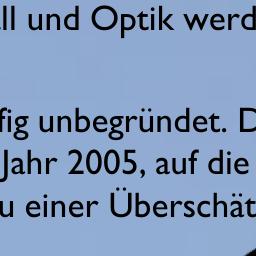 ll und Optik werd
fig unbegründet. D
Jahr 2005, auf die
u einer Überschät